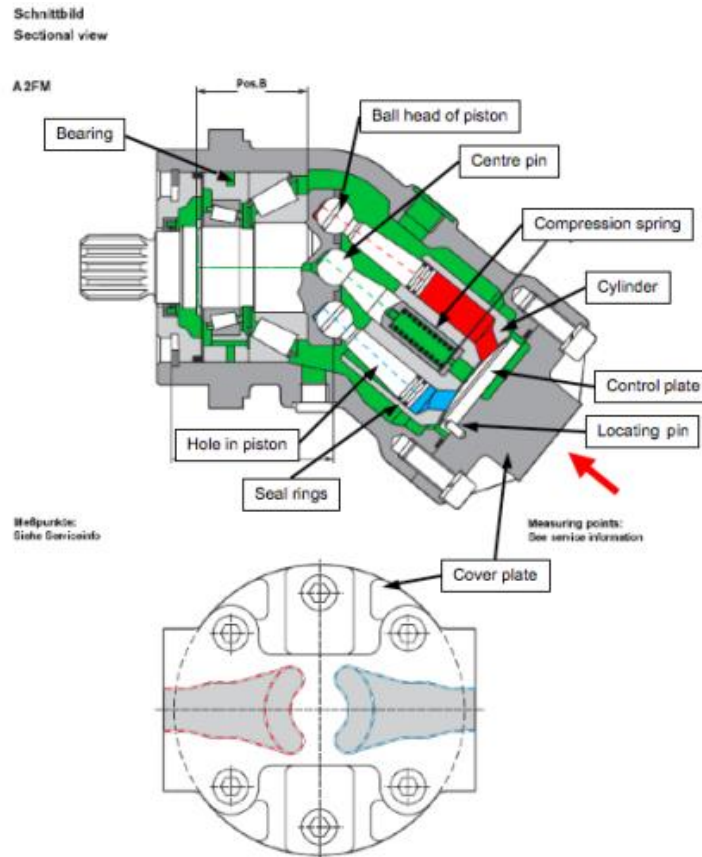 Schnittbild
Sectional view
A2FM
Pos.B
Bearing
Ball head of piston
Centre pin
Compression spring
Cylinder
Control plate
Locating pin
Hole in piston
Seal rings
Meßpunkte:
Siehe Serviceinfo
Measuring points:
See service information
Cover plate